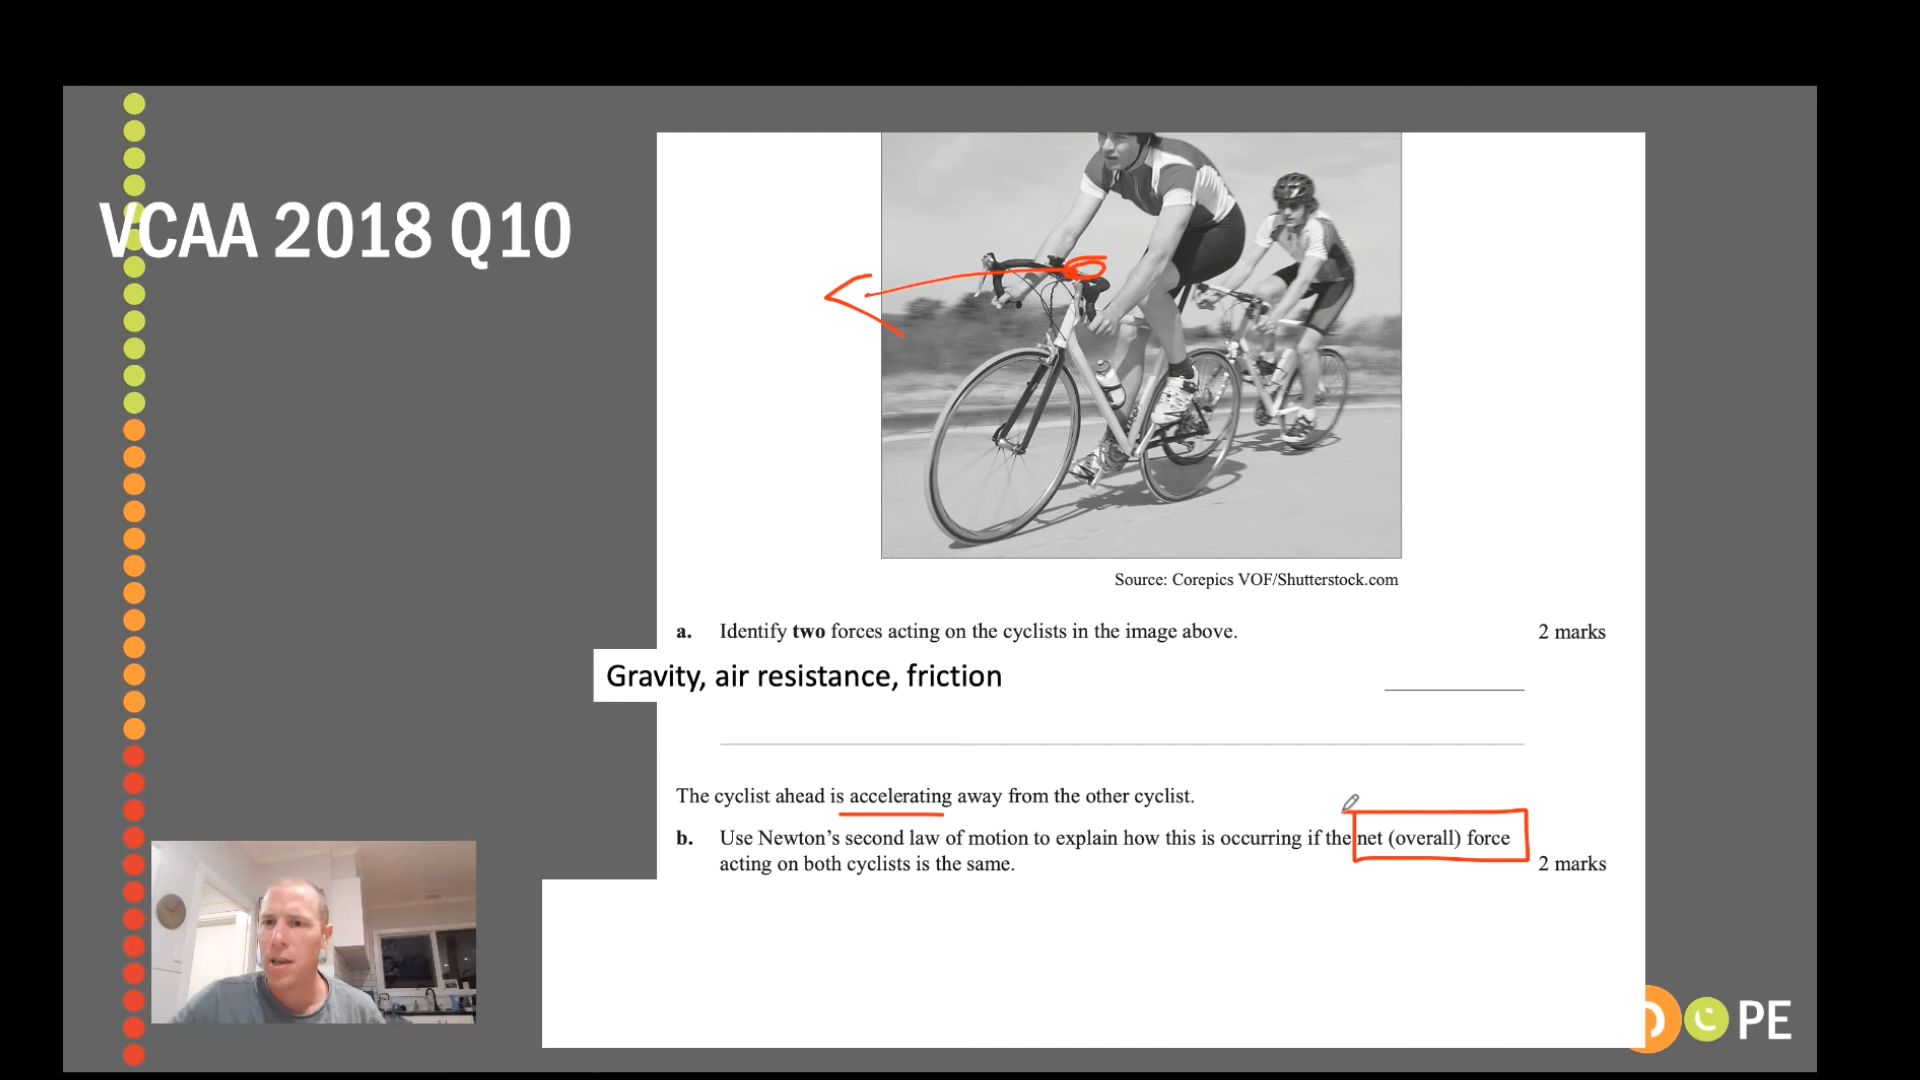 VCAA 2018 Q10
Source: Corepics VOF/Shutterstock.com
a. Identify two forces acting on the cyclists in the image above. 2 marks
Gravity, air resistance, friction
The cyclist ahead is accelerating away from the other cyclist.
b. Use Newton's second law of motion to explain how this is occurring if the net (overall) force
acting on both cyclists is the same. 2 marks
PE